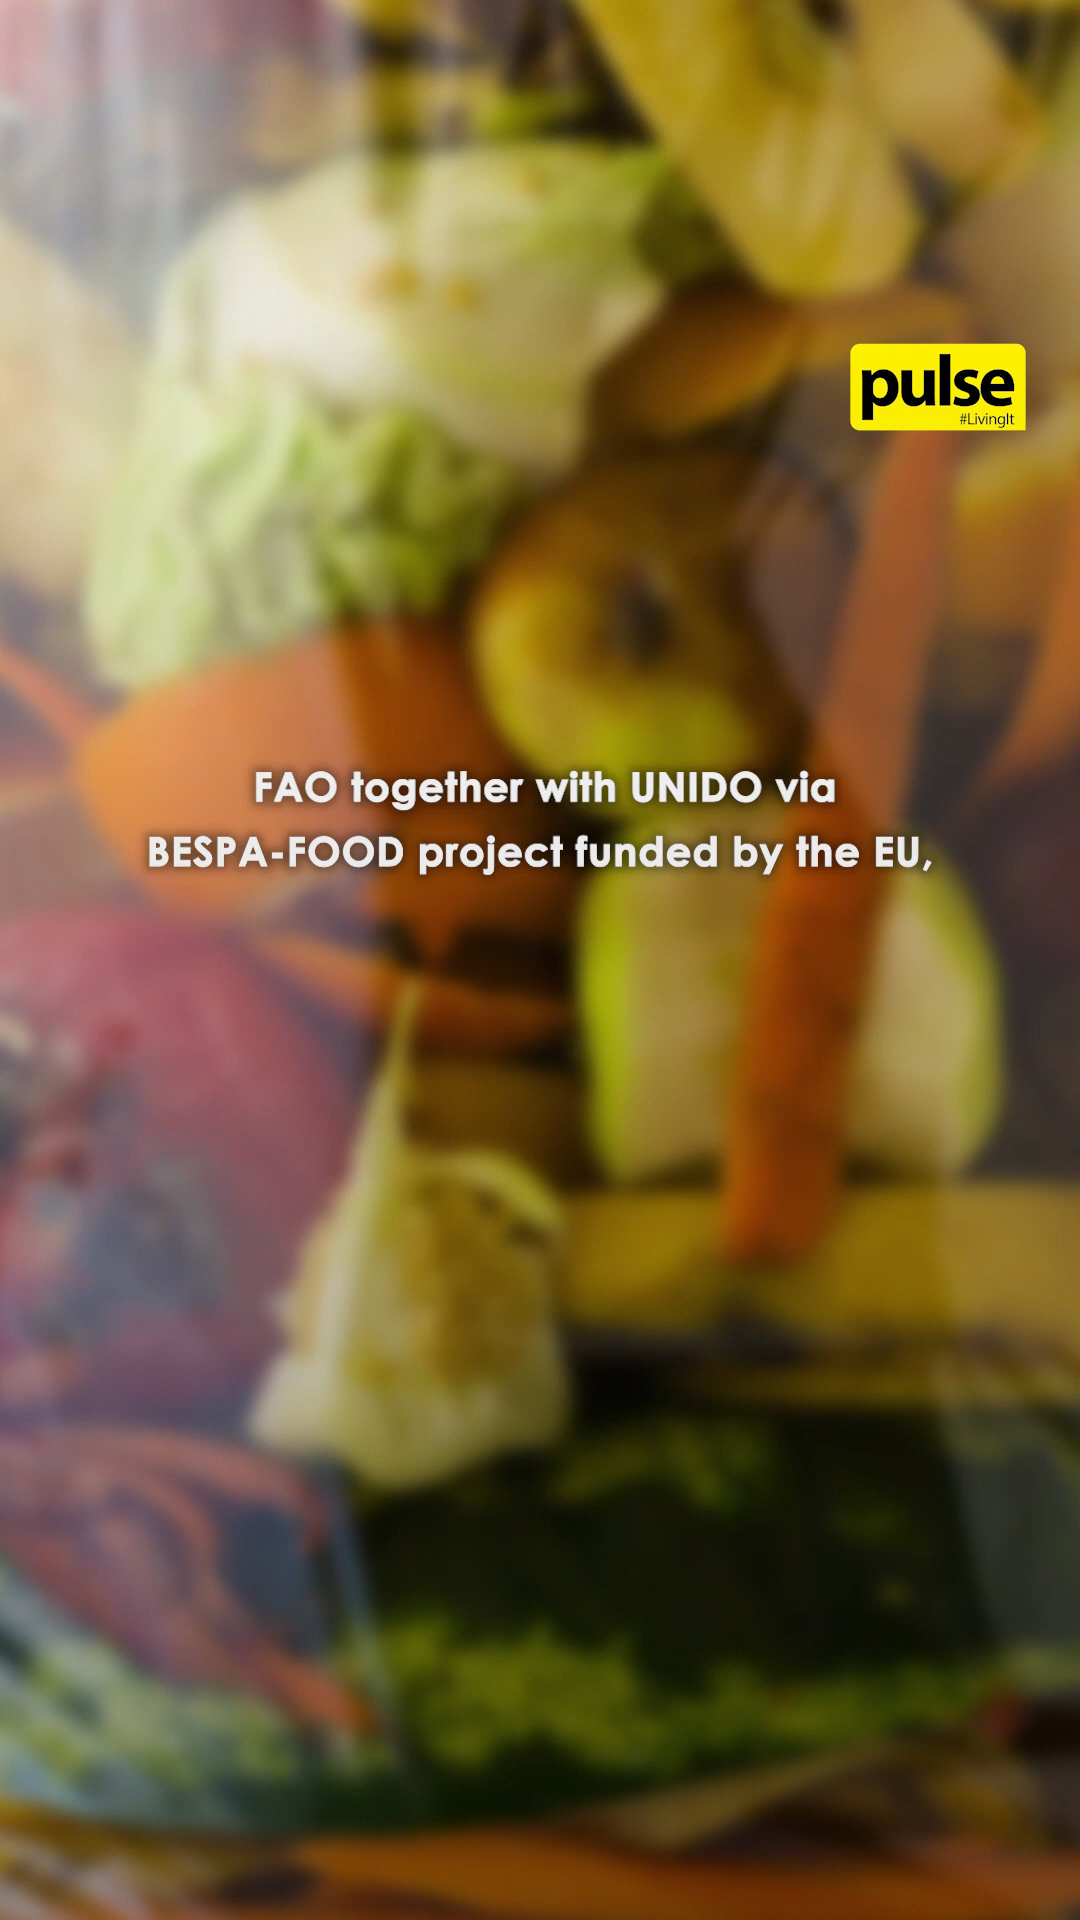 pulse
#LivingIt
FAO together with UNIDO via
BESPA-FOOD project funded by the EU,